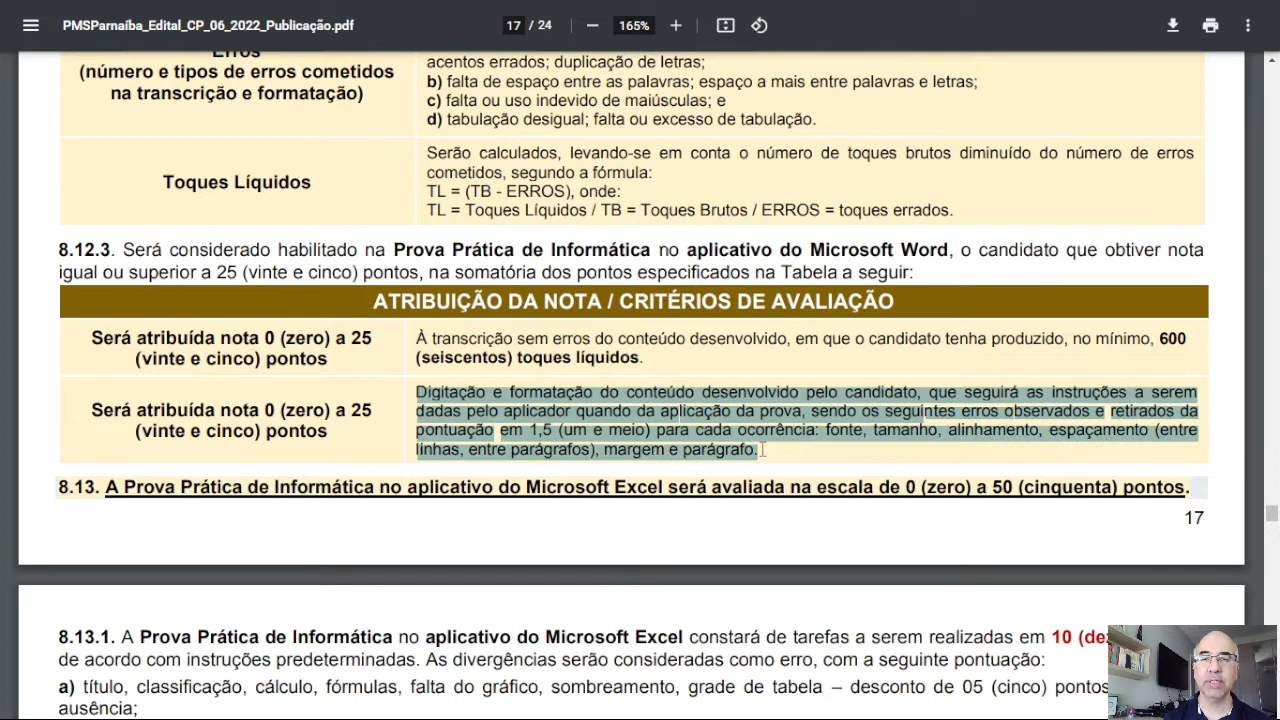 PMSParnaíba_Edital_CP_06_2022_Publicação.pdf
17 / 24
165%
Erros
(número e tipos de erros cometidos
na transcrição e formatação)
acentos errados; duplicação de letras;
b) falta de espaço entre as palavras; espaço a mais entre palavras e letras;
c) falta ou uso indevido de maiúsculas; e
d) tabulação desigual; falta ou excesso de tabulação.
Toques Líquidos
Serão calculados, levando-se em conta o número de toques brutos diminuído do número de erros
cometidos, segundo a fórmula:
TL = (TB - ERROS), onde:
TL = Toques Líquidos / TB = Toques Brutos / ERROS = toques errados.
8.12.3. Será considerado habilitado na Prova Prática de Informática no aplicativo do Microsoft Word, o candidato que obtiver nota
igual ou superior a 25 (vinte e cinco) pontos, na somatória dos pontos especificados na Tabela a seguir:
ATRIBUIÇÃO DA NOTA / CRITÉRIOS DE AVALIAÇÃO
Será atribuída nota 0 (zero) a 25
(vinte e cinco) pontos
À transcrição sem erros do conteúdo desenvolvido, em que o candidato tenha produzido, no mínimo, 600
(seiscentos) toques líquidos.
Será atribuída nota 0 (zero) a 25
(vinte e cinco) pontos
Digitação e formatação do conteúdo desenvolvido pelo candidato, que seguirá as instruções a serem
dadas pelo aplicador quando da aplicação da prova, sendo os seguintes erros observados e retirados da
pontuação em 1,5 (um e meio) para cada ocorrência: fonte, tamanho, alinhamento, espaçamento (entre
linhas, entre parágrafos), margem e parágrafo.
8.13. A Prova Prática de Informática no aplicativo do Microsoft Excel será avaliada na escala de 0 (zero) a 50 (cinquenta) pontos.
17
8.13.1. A Prova Prática de Informática no aplicativo do Microsoft Excel constará de tarefas a serem realizadas em 10 (de
de acordo com instruções predeterminadas. As divergências serão consideradas como erro, com a seguinte pontuação:
a) título, classificação, cálculo, fórmulas, falta do gráfico, sombreamento, grade de tabela – desconto de 05 (cinco) pontos
ausência;